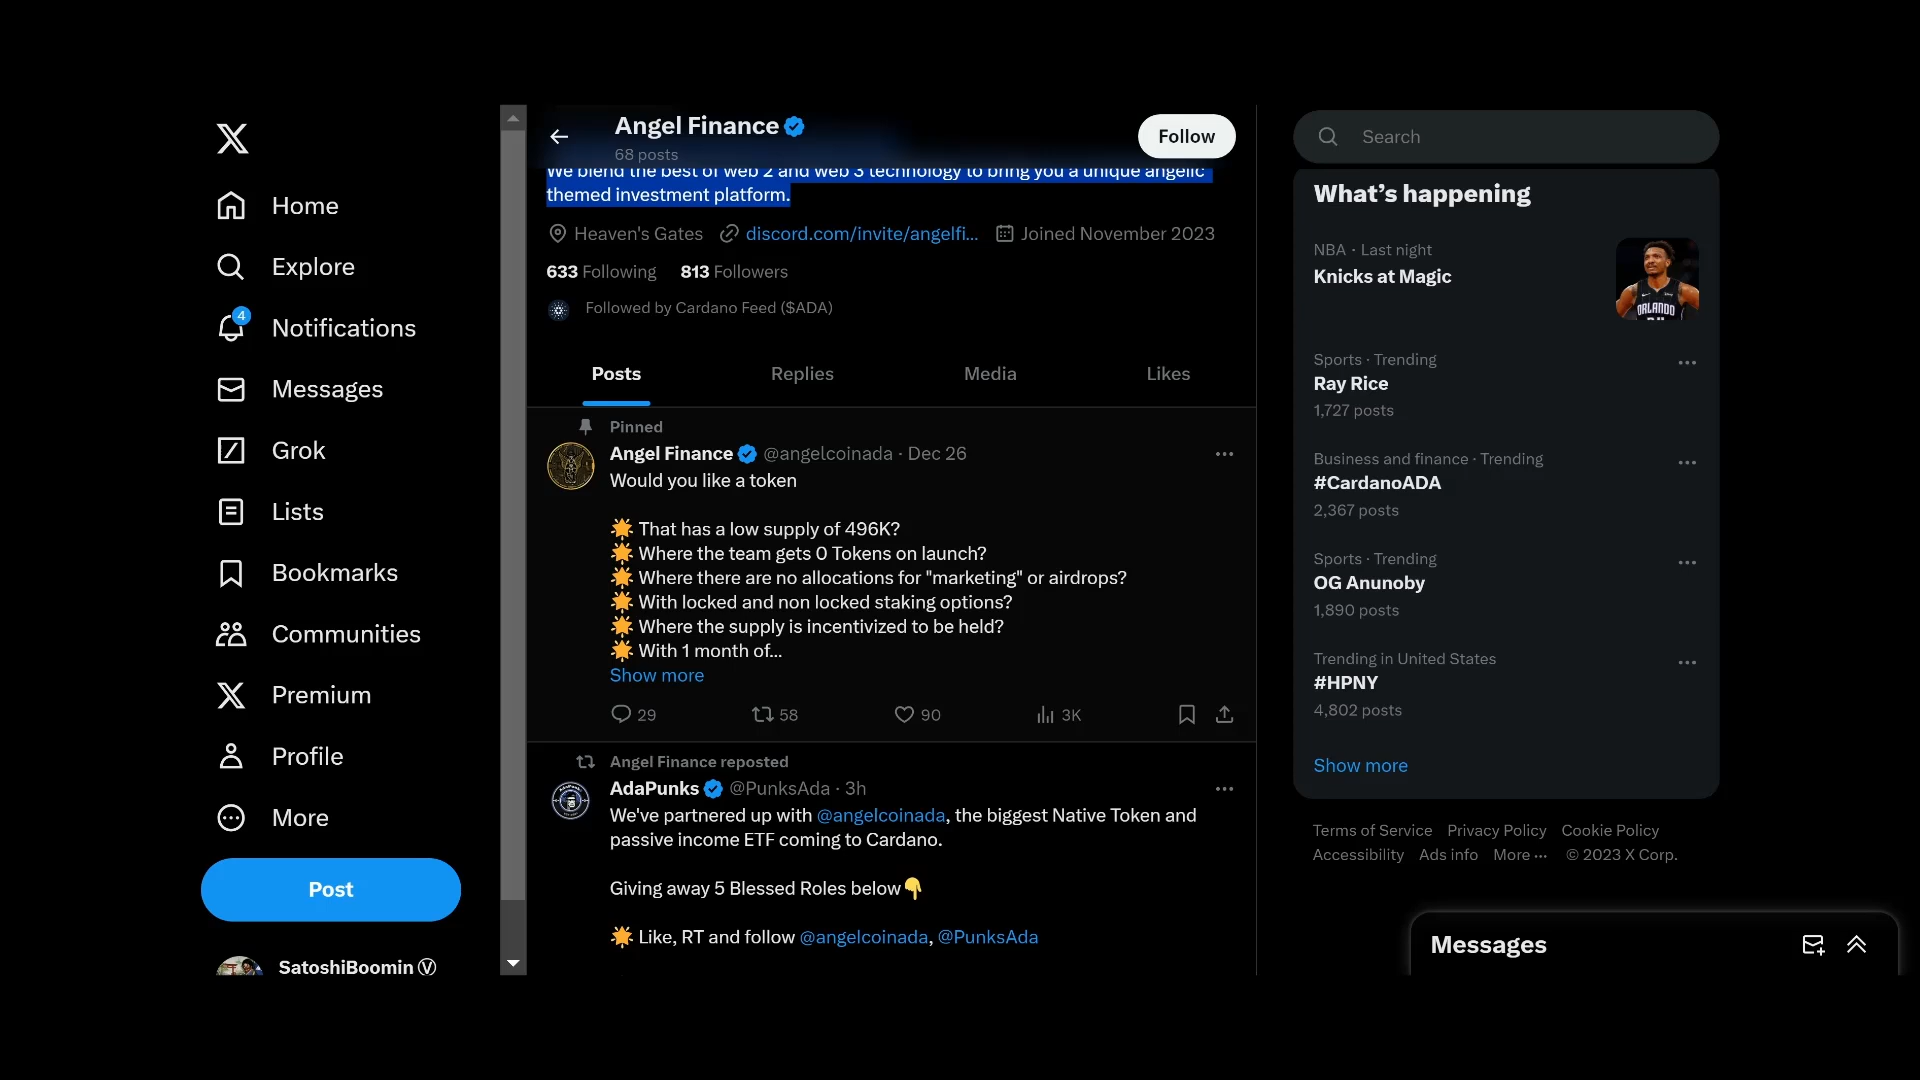 Home
Explore
4
Notifications
Messages
Grok
Lists
Bookmarks
Communities
Premium
Profile
More
Post
SatoshiBoomin Ⓥ
Angel Finance
68 posts
Follow
We blend the best of web 2 and web 3 technology to bring you a unique angelic
themed investment platform.
Heaven's Gates discord.com/invite/angelfi... Joined November 2023
633 Following 813 Followers
Followed by Cardano Feed ($ADA)
Posts Replies Media Likes
Pinned
Angel Finance @angelcoinada · Dec 26
Would you like a token
🌟 That has a low supply of 496K?
🌟 Where the team gets 0 Tokens on launch?
🌟 Where there are no allocations for "marketing" or airdrops?
🌟 With locked and non locked staking options?
🌟 Where the supply is incentivized to be held?
🌟 With 1 month of...
Show more
29 58 90 3K
Angel Finance reposted
AdaPunks @PunksAda · 3h
We've partnered up with @angelcoinada, the biggest Native Token and
passive income ETF coming to Cardano.
Giving away 5 Blessed Roles below👇
🌟 Like, RT and follow @angelcoinada, @PunksAda
Search
What's happening
NBA · Last night
Knicks at Magic
ORLANDO
Sports · Trending
Ray Rice
1,727 posts
Business and finance · Trending
#CardanoADA
2,367 posts
Sports · Trending
OG Anunoby
1,890 posts
Trending in United States
#HPNY
4,802 posts
Show more
Terms of Service Privacy Policy Cookie Policy
Accessibility Ads info More ··· © 2023 X Corp.
Messages